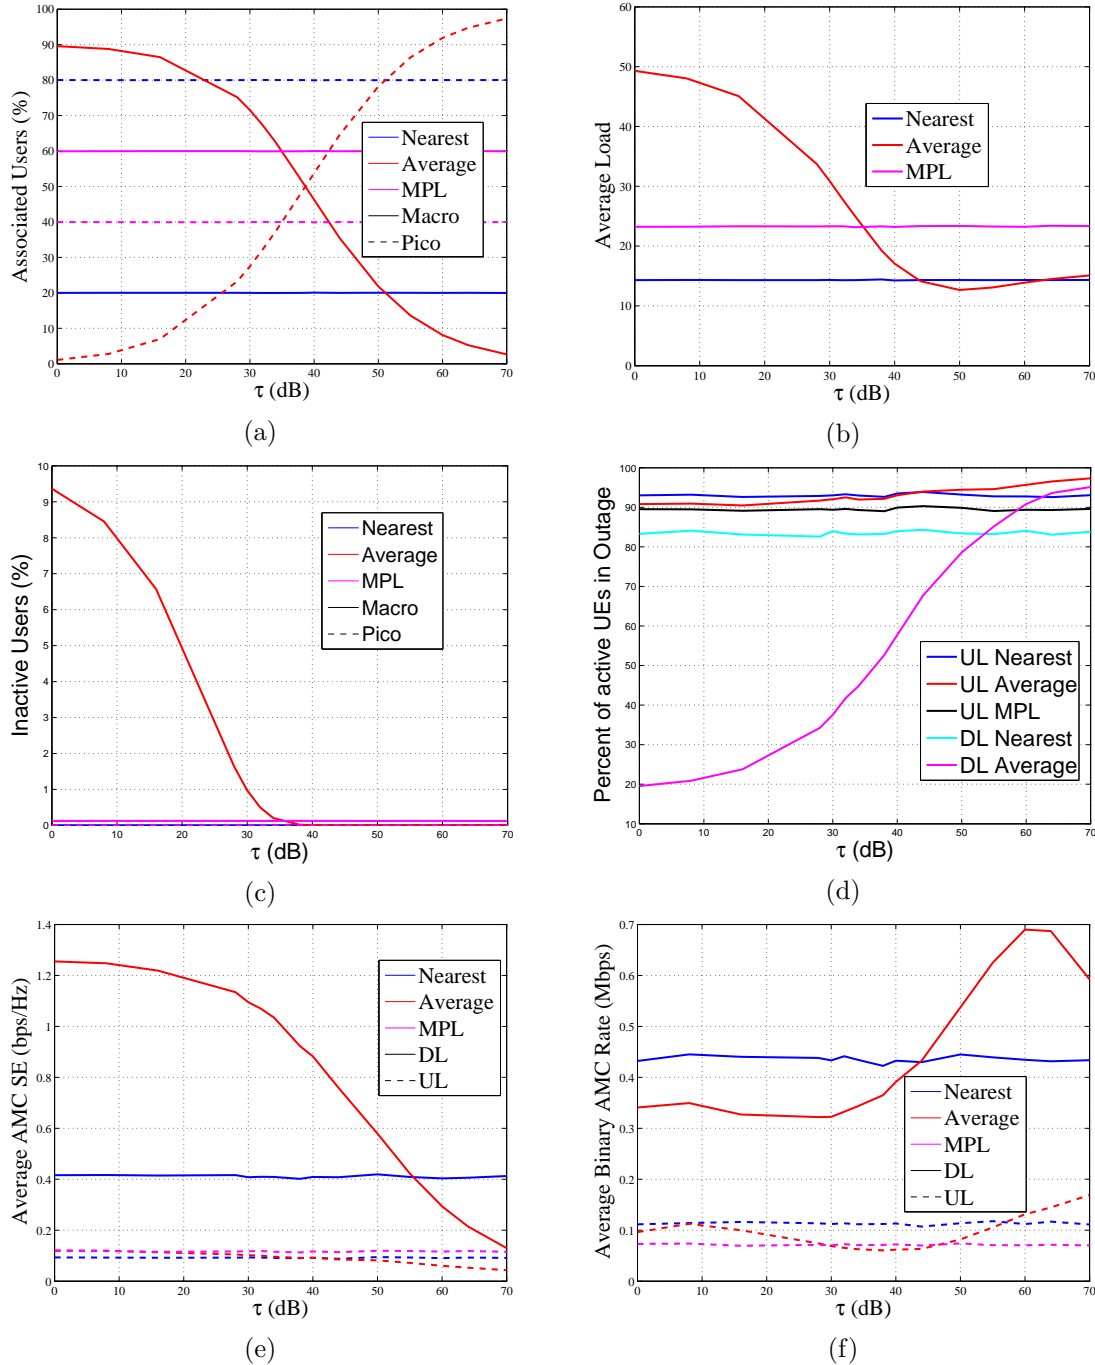 100
90
80
70
60
50
40
30
20
10
0
Associated Users (%)
Nearest
Average
MPL
Macro
Pico
0 10 20 30 40 50 60 70
τ (dB)
(a)
60
50
40
30
20
10
0
Average Load
Nearest
Average
MPL
0 10 20 30 40 50 60 70
τ (dB)
(b)
10
9
8
7
6
5
4
3
2
1
0
Inactive Users (%)
Nearest
Average
MPL
Macro
Pico
0 10 20 30 40 50 60 70
τ (dB)
(c)
100
90
80
70
60
50
40
30
20
10
Percent of active UEs in Outage
UL Nearest
UL Average
UL MPL
DL Nearest
DL Average
0 10 20 30 40 50 60 70
τ (dB)
(d)
1.4
1.2
1
0.8
0.6
0.4
0.2
0
Average AMC SE (bps/Hz)
Nearest
Average
MPL
DL
UL
0 10 20 30 40 50 60 70
τ (dB)
(e)
0.7
0.6
0.5
0.4
0.3
0.2
0.1
0
Average Binary AMC Rate (Mbps)
Nearest
Average
MPL
DL
UL
0 10 20 30 40 50 60 70
τ (dB)
(f)